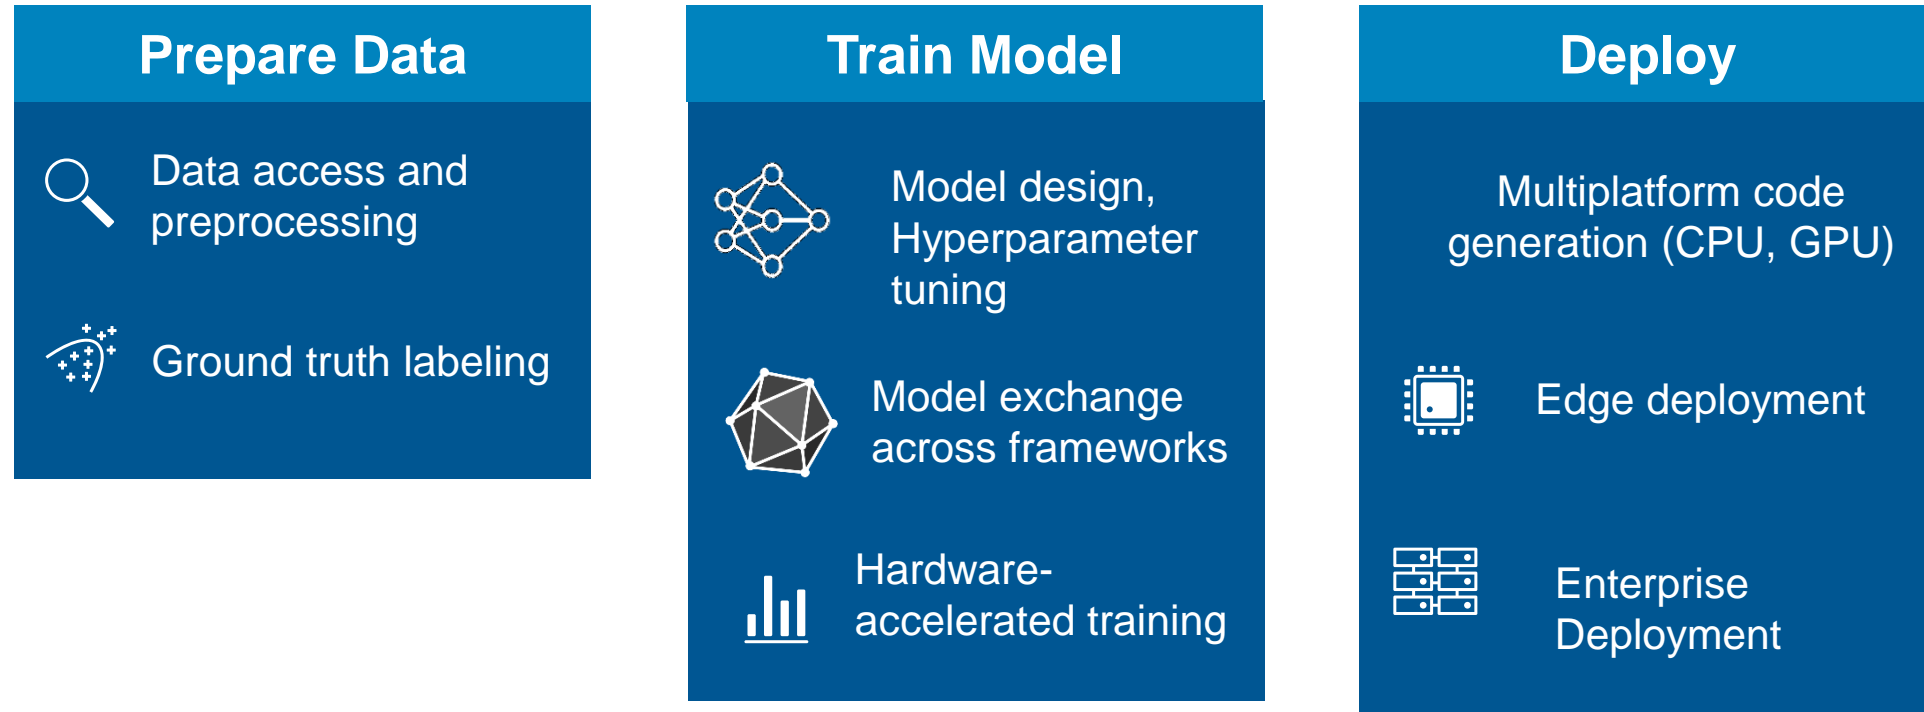 Prepare Data
Data access and
preprocessing
Ground truth labeling
Train Model
Model design,
Hyperparameter
tuning
Model exchange
across frameworks
Hardware-
accelerated training
Deploy
Multiplatform code
generation (CPU, GPU)
Edge deployment
Enterprise
Deployment